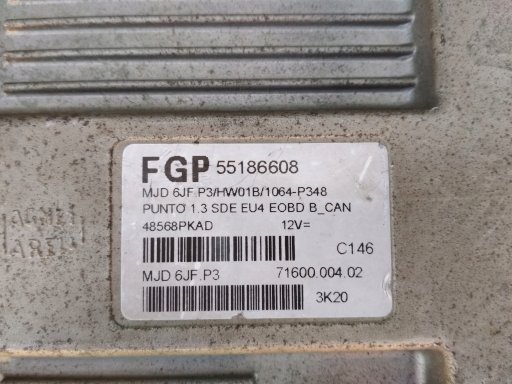 FGP 55186608
MJD 6JF.P3/HW01B/1064-P348
PUNTO 1.3 SDE EU4 EOBD B_CAN
48568PKAD 12V=
C146
MJD 6JF.P3 71600.004.02
3K20